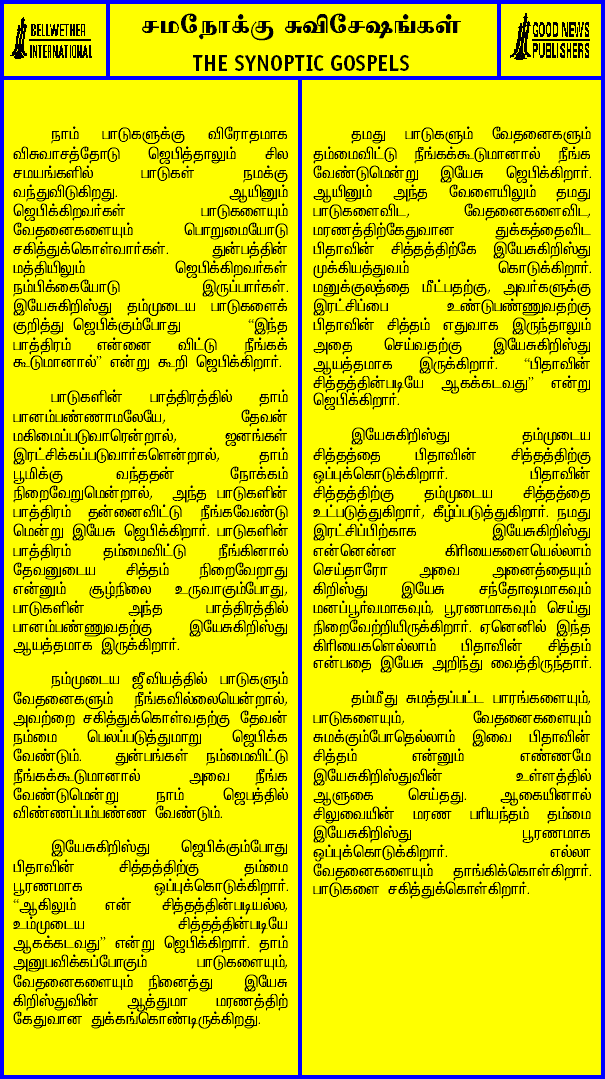 BELLWETHER
INTERNATIONAL
சமநோக்கு சுவிசேஷங்கள்
THE SYNOPTIC GOSPELS
GOOD NEWS
PUBLISHERS
நாம் பாடுகளுக்கு விரோதமாக
விசுவாசத்தோடு ஜெபித்தாலும் சில
சமயங்களில் பாடுகள் நமக்கு
வந்துவிடுகிறது. ஆயினும்
ஜெபிக்கிறவர்கள் பாடுகளையும்
வேதனைகளையும் பொறுமையோடு
சகித்துக்கொள்வார்கள். துன்பத்தின்
மத்தியிலும் ஜெபிக்கிறவர்கள்
நம்பிக்கையோடு இருப்பார்கள்.
இயேசுகிறிஸ்து தம்முடைய பாடுகளைக்
குறித்து ஜெபிக்கும்போது “இந்த
பாத்திரம் என்னை விட்டு நீங்கக்
கூடுமானால்” என்று கூறி ஜெபிக்கிறார்.
பாடுகளின் பாத்திரத்தில் தாம்
பானம்பண்ணாமலேயே, தேவன்
மகிமைப்படுவாரென்றால், ஜனங்கள்
இரட்சிக்கப்படுவார்களென்றால், தாம்
பூமிக்கு வந்ததன் நோக்கம்
நிறைவேறுமென்றால், அந்த பாடுகளின்
பாத்திரம் தன்னைவிட்டு நீங்கவேண்டு
மென்று இயேசு ஜெபிக்கிறார். பாடுகளின்
பாத்திரம் தம்மைவிட்டு நீங்கினால்
தேவனுடைய சித்தம் நிறைவேறாது
என்னும் சூழ்நிலை உருவாகும்போது,
பாடுகளின் அந்த பாத்திரத்தில்
பானம்பண்ணுவதற்கு இயேசுகிறிஸ்து
ஆயத்தமாக இருக்கிறார்.
நம்முடைய ஜீவியத்தில் பாடுகளும்
வேதனைகளும் நீங்கவில்லையென்றால்,
அவற்றை சகித்துக்கொள்வதற்கு தேவன்
நம்மை பெலப்படுத்துமாறு ஜெபிக்க
வேண்டும். துன்பங்கள் நம்மைவிட்டு
நீங்கக்கூடுமானால் அவை நீங்க
வேண்டுமென்று நாம் ஜெபத்தில்
விண்ணப்பம்பண்ண வேண்டும்.
இயேசுகிறிஸ்து ஜெபிக்கும்போது
பிதாவின் சித்தத்திற்கு தம்மை
பூரணமாக ஒப்புக்கொடுக்கிறார்.
“ஆகிலும் என் சித்தத்தின்படியல்ல,
உம்முடைய சித்தத்தின்படியே
ஆகக்கடவது” என்று ஜெபிக்கிறார். தாம்
அனுபவிக்கப்போகும் பாடுகளையும்,
வேதனைகளையும் நினைத்து இயேசு
கிறிஸ்துவின் ஆத்துமா மரணத்திற்
கேதுவான துக்கங்கொண்டிருக்கிறது.
தமது பாடுகளும் வேதனைகளும்
தம்மைவிட்டு நீங்கக்கூடுமானால் நீங்க
வேண்டுமென்று இயேசு ஜெபிக்கிறார்.
ஆயினும் அந்த வேளையிலும் தமது
பாடுகளைவிட, வேதனைகளைவிட,
மரணத்திற்கேதுவான துக்கத்தைவிட
பிதாவின் சித்தத்திற்கே இயேசுகிறிஸ்து
முக்கியத்துவம் கொடுக்கிறார்.
மனுக்குலத்தை மீட்பதற்கு, அவர்களுக்கு
இரட்சிப்பை உண்டுபண்ணுவதற்கு
பிதாவின் சித்தம் எதுவாக இருந்தாலும்
அதை செய்வதற்கு இயேசுகிறிஸ்து
ஆயத்தமாக இருக்கிறார். “பிதாவின்
சித்தத்தின்படியே ஆகக்கடவது” என்று
ஜெபிக்கிறார்.
இயேசுகிறிஸ்து தம்முடைய
சித்தத்தை பிதாவின் சித்தத்திற்கு
ஒப்புக்கொடுக்கிறார். பிதாவின்
சித்தத்திற்கு தம்முடைய சித்தத்தை
உட்படுத்துகிறார், கீழ்ப்படுத்துகிறார். நமது
இரட்சிப்பிற்காக இயேசுகிறிஸ்து
என்னென்ன கிரியைகளையெல்லாம்
செய்தாரோ அவை அனைத்தையும்
கிறிஸ்து இயேசு சந்தோஷமாகவும்
மனப்பூர்வமாகவும், பூரணமாகவும் செய்து
நிறைவேற்றியிருக்கிறார். ஏனெனில் இந்த
கிரியைகளெல்லாம் பிதாவின் சித்தம்
என்பதை இயேசு அறிந்து வைத்திருந்தார்.
தம்மீது சுமத்தப்பட்ட பாரங்களையும்,
பாடுகளையும், வேதனைகளையும்
சுமக்கும்போதெல்லாம் இவை பிதாவின்
சித்தம் என்னும் எண்ணமே
இயேசுகிறிஸ்துவின் உள்ளத்தில்
ஆளுகை செய்தது. ஆகையினால்
சிலுவையின் மரண பரியந்தம் தம்மை
இயேசுகிறிஸ்து பூரணமாக
ஒப்புக்கொடுக்கிறார். எல்லா
வேதனைகளையும் தாங்கிக்கொள்கிறார்.
பாடுகளை சகித்துக்கொள்கிறார்.